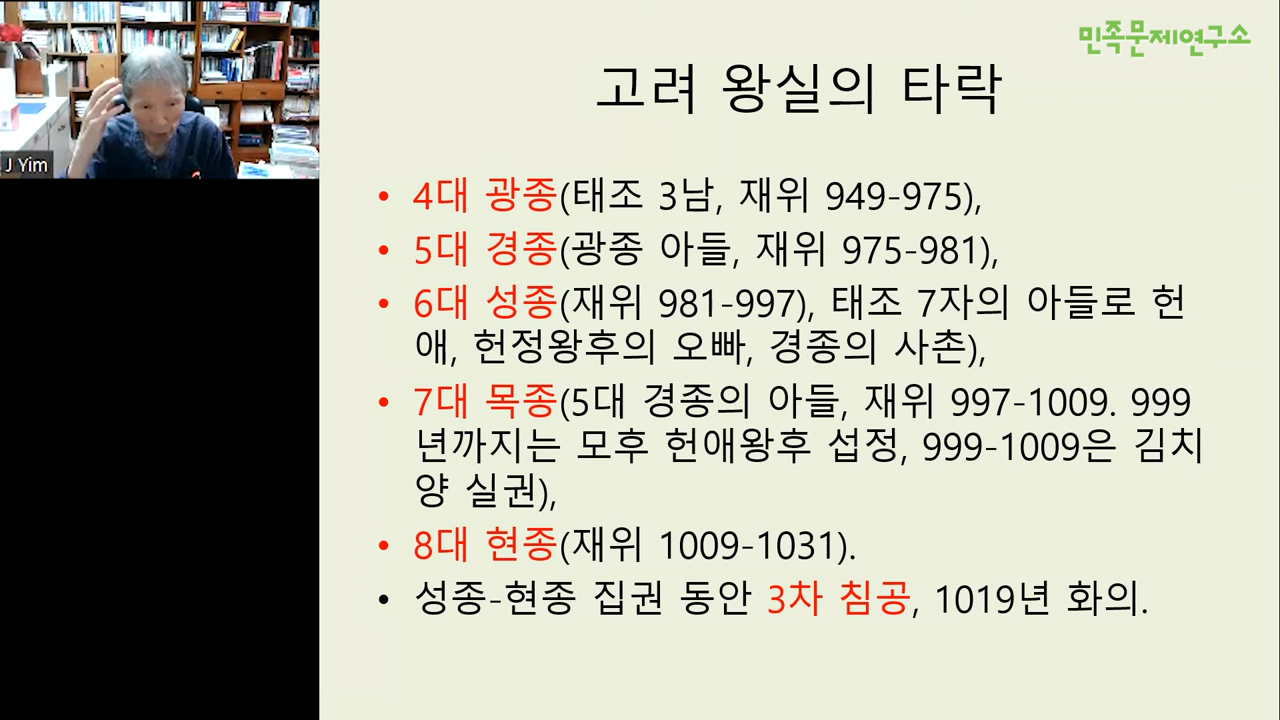 민족문제연구소
고려 왕실의 타락
J Yim
• 4대 광종(태조 3남, 재위 949-975),
• 5대 경종(광종 아들, 재위 975-981),
• 6대 성종(재위 981-997), 태조 7자의 아들로 헌
애, 헌정왕후의 오빠, 경종의 사촌),
• 7대 목종(5대 경종의 아들, 재위 997-1009. 999
년까지는 모후 헌애왕후 섭정, 999-1009은 김치
양 실권),
• 8대 현종(재위 1009-1031).
• 성종-현종 집권 동안 3차 침공, 1019년 화의.